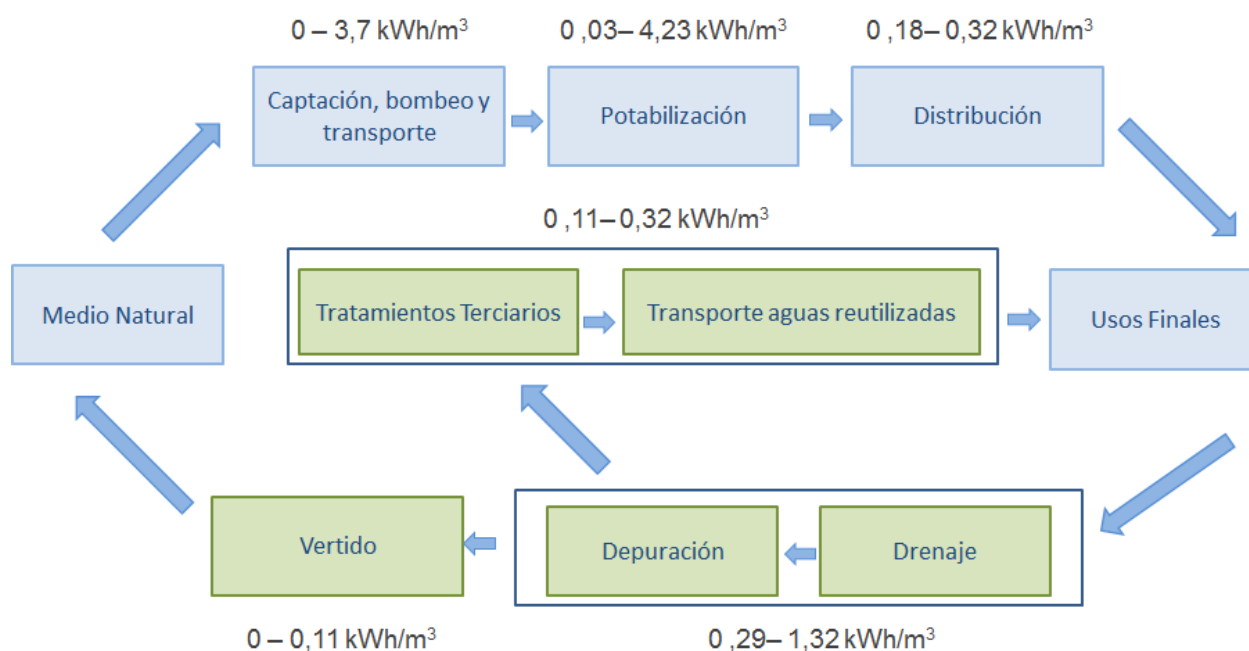 0 – 3,7 kWh/m³
0 ,03– 4,23 kWh/m³
0 ,18– 0,32 kWh/m³
Captación, bombeo y
transporte
Potabilización
Distribución
0 ,11– 0,32 kWh/m³
Medio Natural
Tratamientos Terciarios
Transporte aguas reutilizadas
Usos Finales
Vertido
Depuración
Drenaje
0 – 0,11 kWh/m³
0 ,29– 1,32 kWh/m³